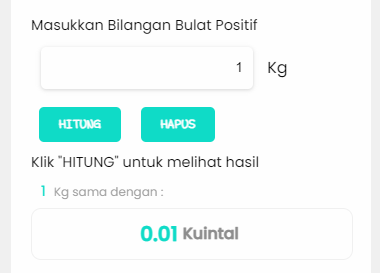 Masukkan Bilangan Bulat Positif
1 Kg
HITUNG HAPUS
Klik "HITUNG" untuk melihat hasil
1 Kg sama dengan :
0.01 Kuintal